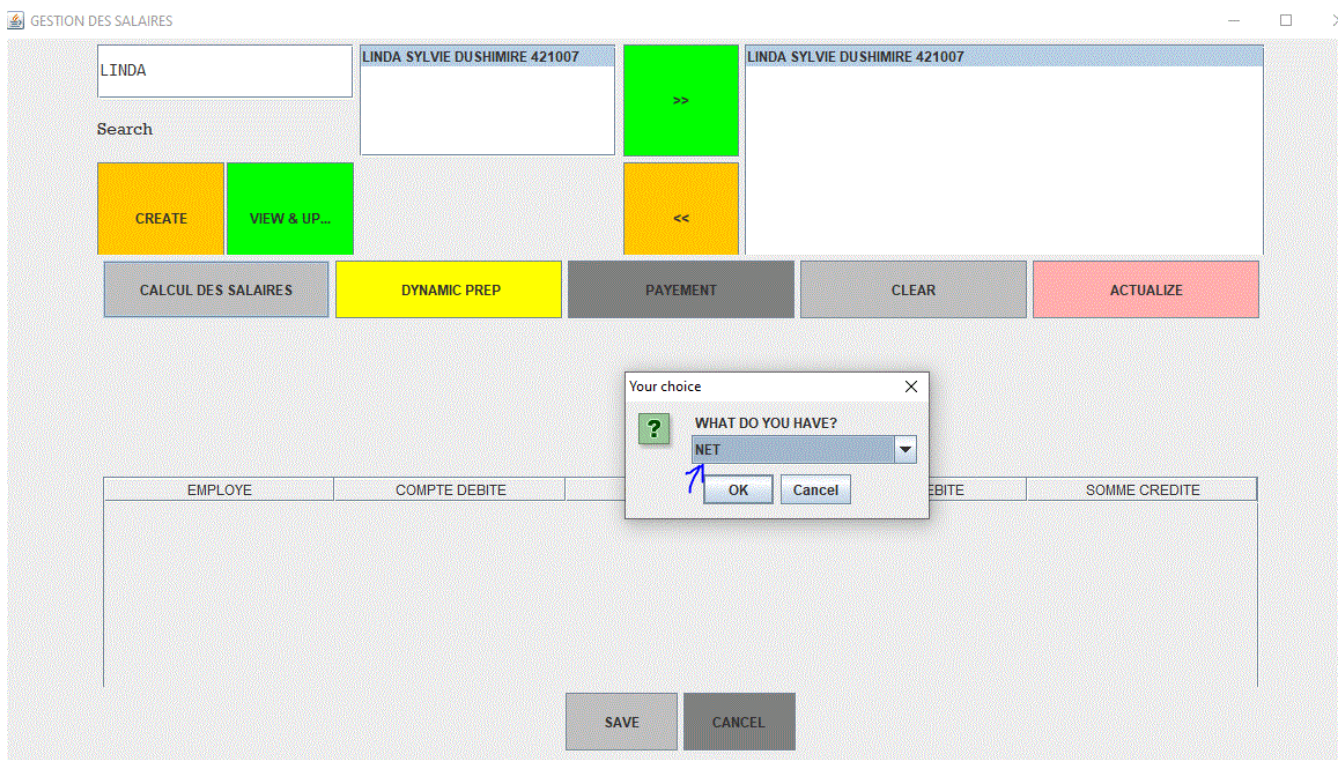 GESTION DES SALAIRES
LINDA
LINDA SYLVIE DUSHIMIRE 421007
>>
LINDA SYLVIE DUSHIMIRE 421007
Search
CREATE
VIEW & UP...
<<
CALCUL DES SALAIRES
DYNAMIC PREP
PAYEMENT
CLEAR
ACTUALIZE
Your choice
?
WHAT DO YOU HAVE?
NET
OK
Cancel
EMPLOYE
COMPTE DEBITE
EBITE
SOMME CREDITE
SAVE
CANCEL